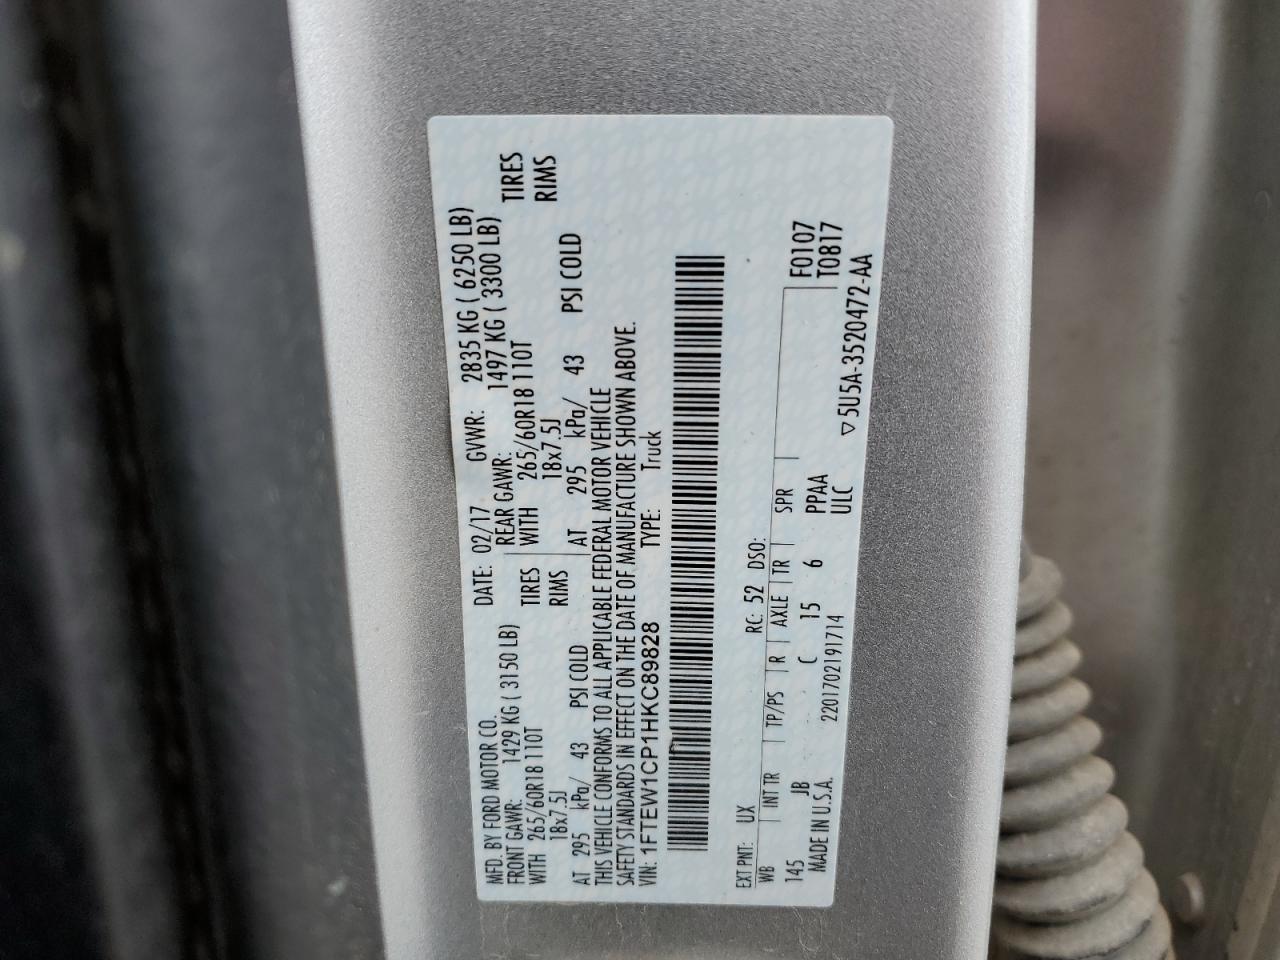 MFD. BY FORD MOTOR CO. DATE: 02/17 GVWR: 2835 KG ( 6250 LB)
FRONT GAWR: 1429 KG ( 3150 LB) REAR GAWR: 1497 KG ( 3300 LB)
WITH 265/60R18 110T TIRES WITH 265/60R18 110T TIRES
18x7.5J RIMS 18x7.5J RIMS
AT 295 kPa/ 43 PSI COLD AT 295 kPa/ 43 PSI COLD
THIS VEHICLE CONFORMS TO ALL APPLICABLE FEDERAL MOTOR VEHICLE
SAFETY STANDARDS IN EFFECT ON THE DATE OF MANUFACTURE SHOWN ABOVE.
VIN: 1FTEW1CP1HKC89828 TYPE: Truck
EXT PNT: UX RC: 52 DSO:
WB INT TR TP/PS R AXLE TR SPR F0107
145 JB C 15 6 PPAA T0817
MADE IN U.S.A. 2201702191714 ULC ▽5U5A-3520472-AA